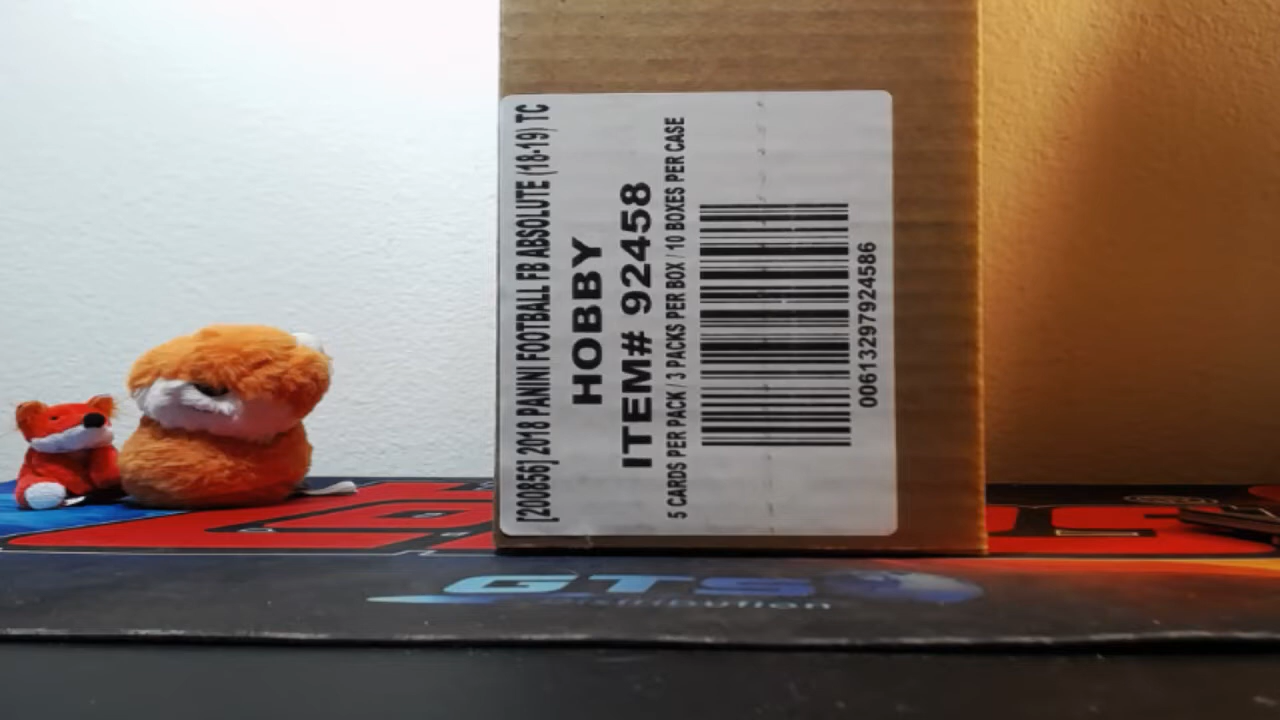 [200856] 2018 PANINI FOOTBALL FB ABSOLUTE (18-19) TC
HOBBY
ITEM# 92458
5 CARDS PER PACK / 3 PACKS PER BOX / 10 BOXES PER CASE
00613297924586
GTS
distribution